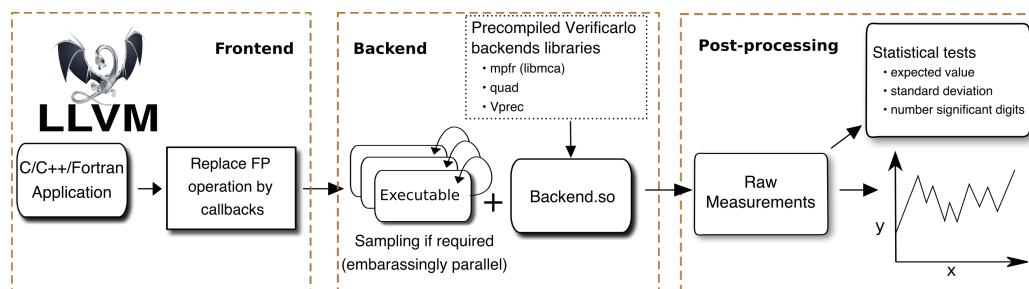 Frontend
LLVM
C/C++/Fortran
Application
Replace FP
operation by
callbacks
Backend
Precompiled Verificarlo
backends libraries
• mpfr (libmca)
• quad
• Vprec
Executable
+
Backend.so
Sampling if required
(embarassingly parallel)
Post-processing
Raw
Measurements
Statistical tests
• expected value
• standard deviation
• number significant digits
y
x